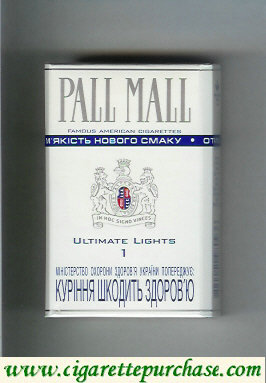 PALL MALL
FAMOUS AMERICAN CIGARETTES
М'ЯКІСТЬ НОВОГО СМАКУ • ОТ
IN HOC SIGNO VINCES
ULTIMATE LIGHTS
1
МІНІСТЕРСТВО ОХОРОНИ ЗДОРОВ'Я УКРАЇНИ ПОПЕРЕДЖУЄ:
КУРІННЯ ШКОДИТЬ ЗДОРОВ'Ю
www.cigarettepurchase.com